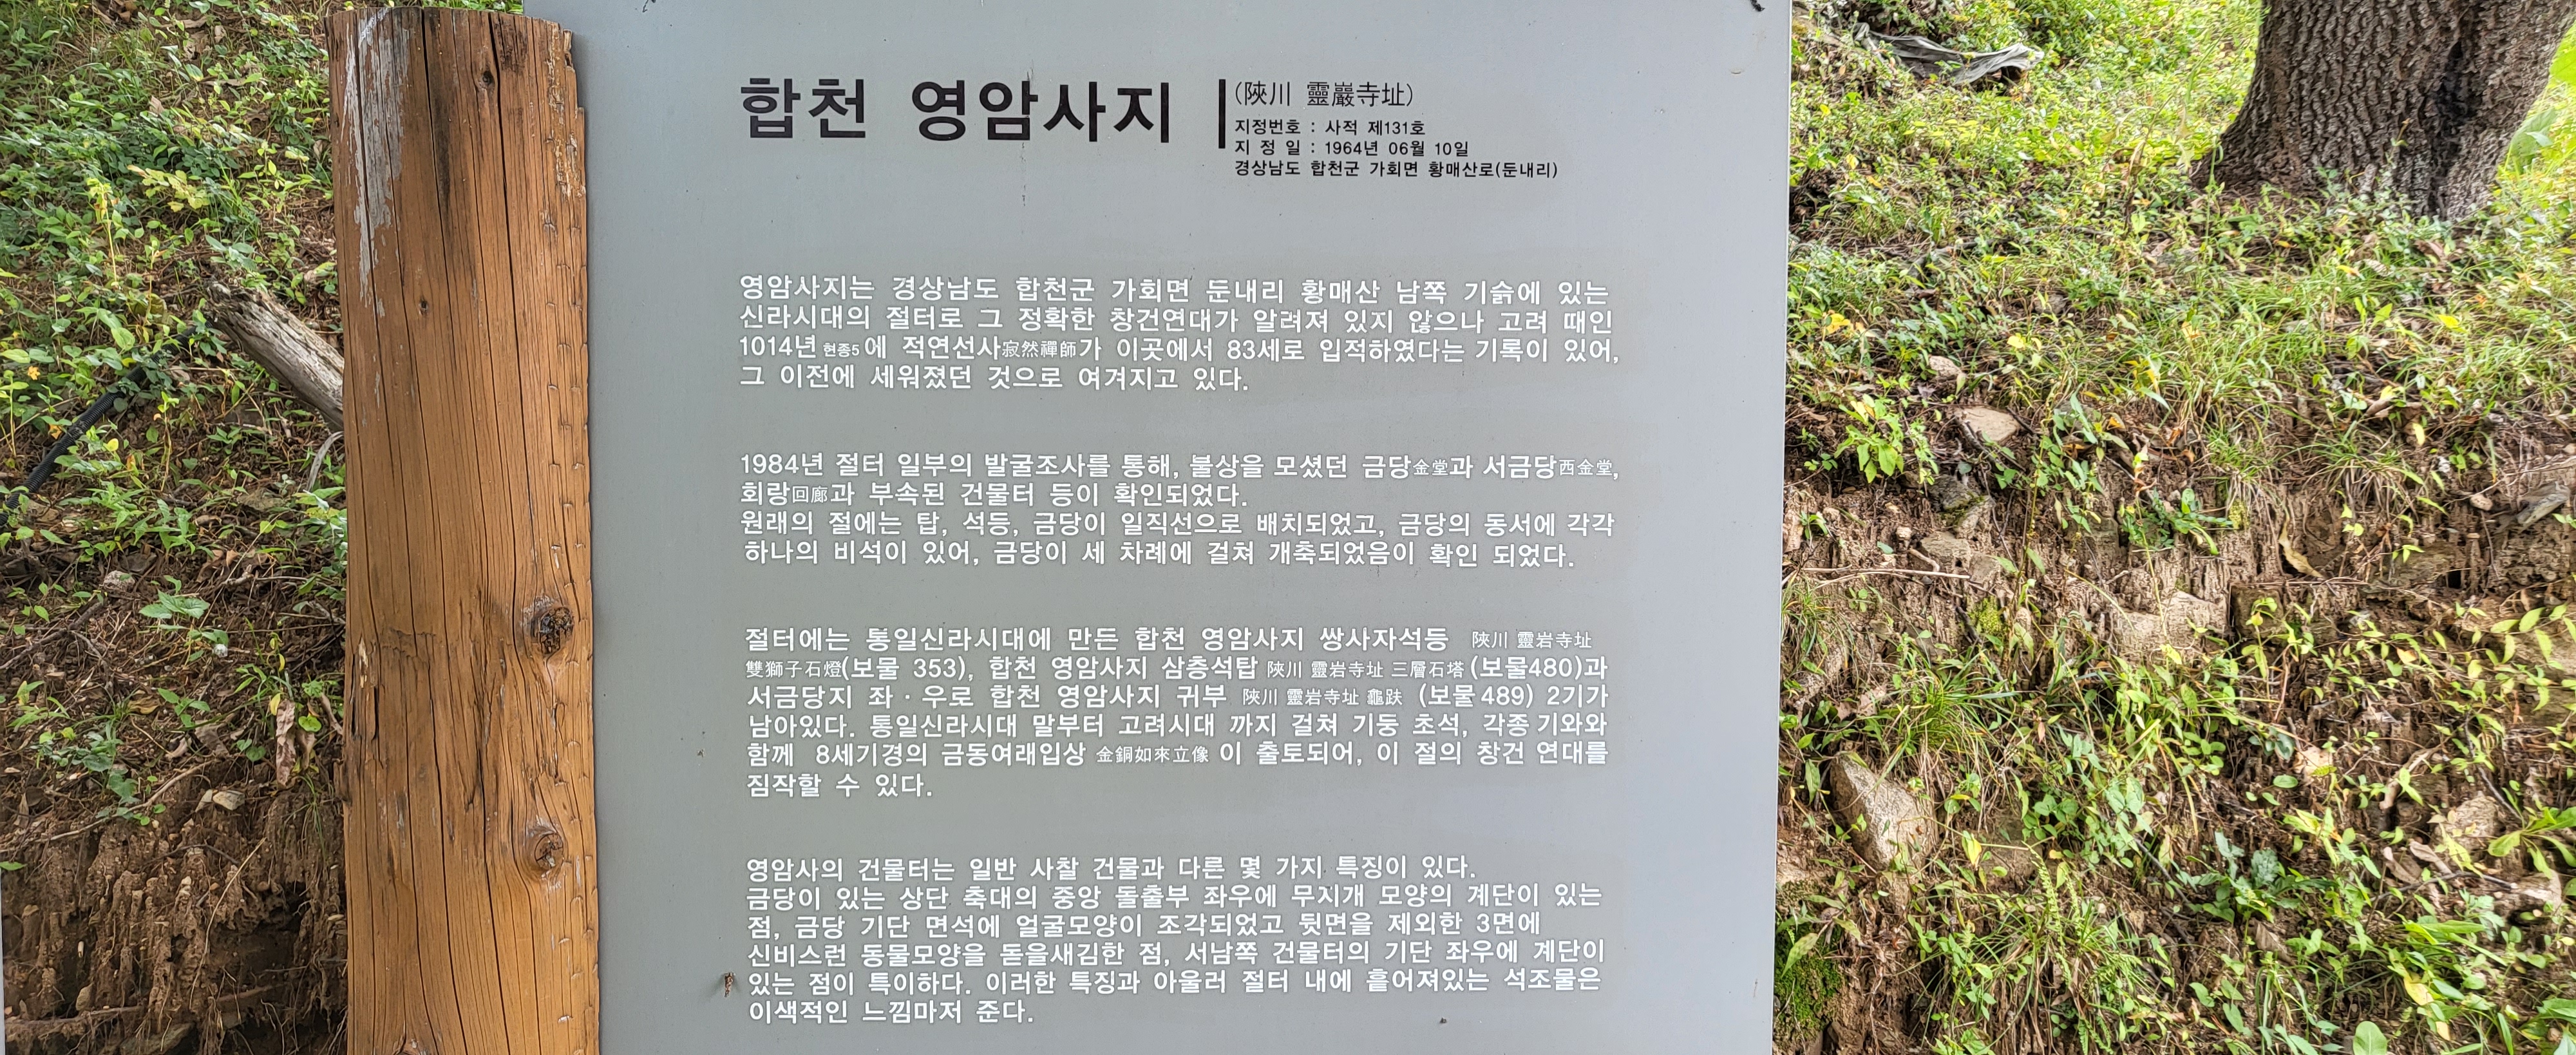 합천 영암사지
(陜川 靈巖寺址)
지정번호 : 사적 제131호
지 정 일 : 1964년 06월 10일
경상남도 합천군 가회면 황매산로(둔내리)
영암사지는 경상남도 합천군 가회면 둔내리 황매산 남쪽 기슭에 있는
신라시대의 절터로 그 정확한 창건연대가 알려져 있지 않으나 고려 때인
1014년 현종5 에 적연선사寂然禪師가 이곳에서 83세로 입적하였다는 기록이 있어,
그 이전에 세워졌던 것으로 여겨지고 있다.
1984년 절터 일부의 발굴조사를 통해, 불상을 모셨던 금당金堂과 서금당西金堂,
회랑回廊과 부속된 건물터 등이 확인되었다.
원래의 절에는 탑, 석등, 금당이 일직선으로 배치되었고, 금당의 동서에 각각
하나의 비석이 있어, 금당이 세 차례에 걸쳐 개축되었음이 확인 되었다.
절터에는 통일신라시대에 만든 합천 영암사지 쌍사자석등 陜川 靈岩寺址
雙獅子石燈(보물 353), 합천 영암사지 삼층석탑 陜川 靈岩寺址 三層石塔 (보물480)과
서금당지 좌 · 우로 합천 영암사지 귀부 陜川 靈岩寺址 龜趺 (보물 489) 2기가
남아있다. 통일신라시대 말부터 고려시대 까지 걸쳐 기둥 초석, 각종 기와와
함께 8세기경의 금동여래입상 金銅如來立像 이 출토되어, 이 절의 창건 연대를
짐작할 수 있다.
영암사의 건물터는 일반 사찰 건물과 다른 몇 가지 특징이 있다.
금당이 있는 상단 축대의 중앙 돌출부 좌우에 무지개 모양의 계단이 있는
점, 금당 기단 면석에 얼굴모양이 조각되었고 뒷면을 제외한 3면에
신비스런 동물모양을 돋을새김한 점, 서남쪽 건물터의 기단 좌우에 계단이
있는 점이 특이하다. 이러한 특징과 아울러 절터 내에 흩어져있는 석조물은
이색적인 느낌마저 준다.